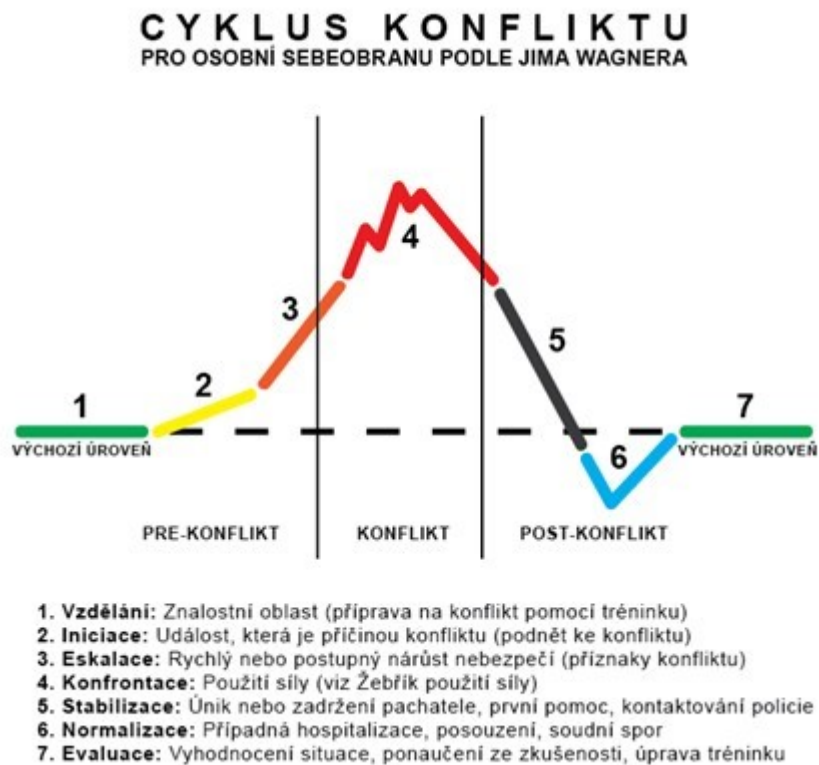 CYKLUS KONFLIKTU
PRO OSOBNÍ SEBEOBRANU PODLE JIMA WAGNERA
4
3
5
2
1
7
6
VÝCHOZÍ ÚROVEŇ
VÝCHOZÍ ÚROVEŇ
PRE-KONFLIKT
KONFLIKT
POST-KONFLIKT
1. Vzdělání: Znalostní oblast (příprava na konflikt pomocí tréninku)
2. Iniciace: Událost, která je příčinou konfliktu (podnět ke konfliktu)
3. Eskalace: Rychlý nebo postupný nárůst nebezpečí (příznaky konfliktu)
4. Konfrontace: Použití síly (viz Žebřík použití síly)
5. Stabilizace: Únik nebo zadržení pachatele, první pomoc, kontaktování policie
6. Normalizace: Případná hospitalizace, posouzení, soudní spor
7. Evaluace: Vyhodnocení situace, ponaučení ze zkušenosti, úprava tréninku